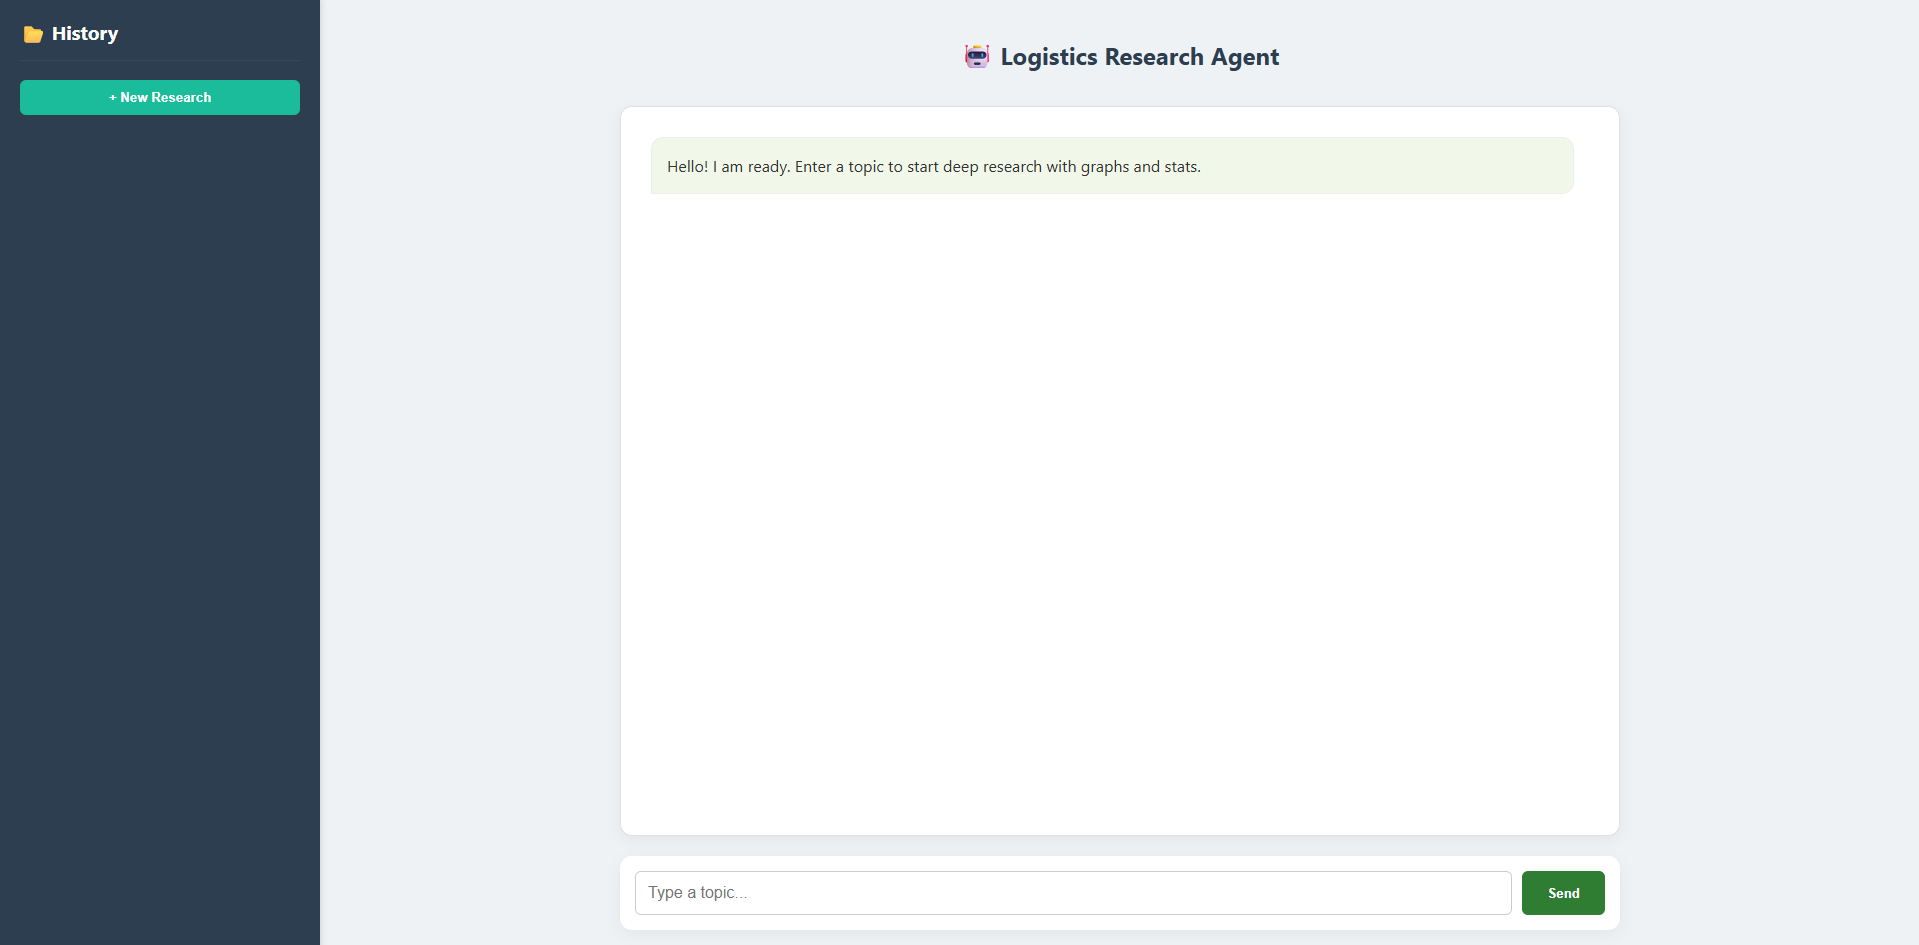 History
+ New Research
Logistics Research Agent
Hello! I am ready. Enter a topic to start deep research with graphs and stats.
Type a topic...
Send